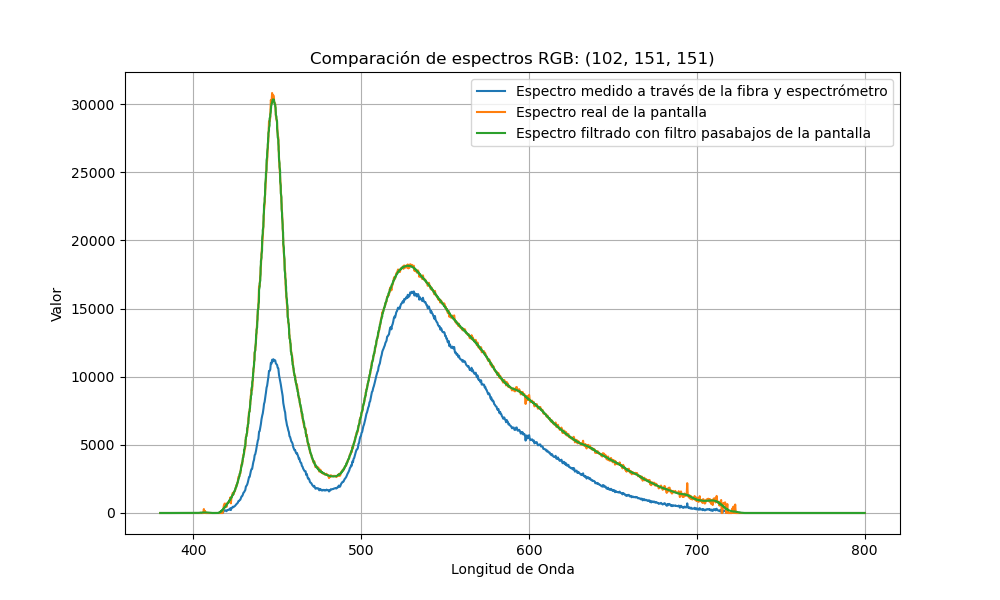 Comparación de espectros RGB: (102, 151, 151)
Espectro medido a través de la fibra y espectrómetro
Espectro real de la pantalla
Espectro filtrado con filtro pasabajos de la pantalla
Valor
30000
25000
20000
15000
10000
5000
0
400 500 600 700 800
Longitud de Onda